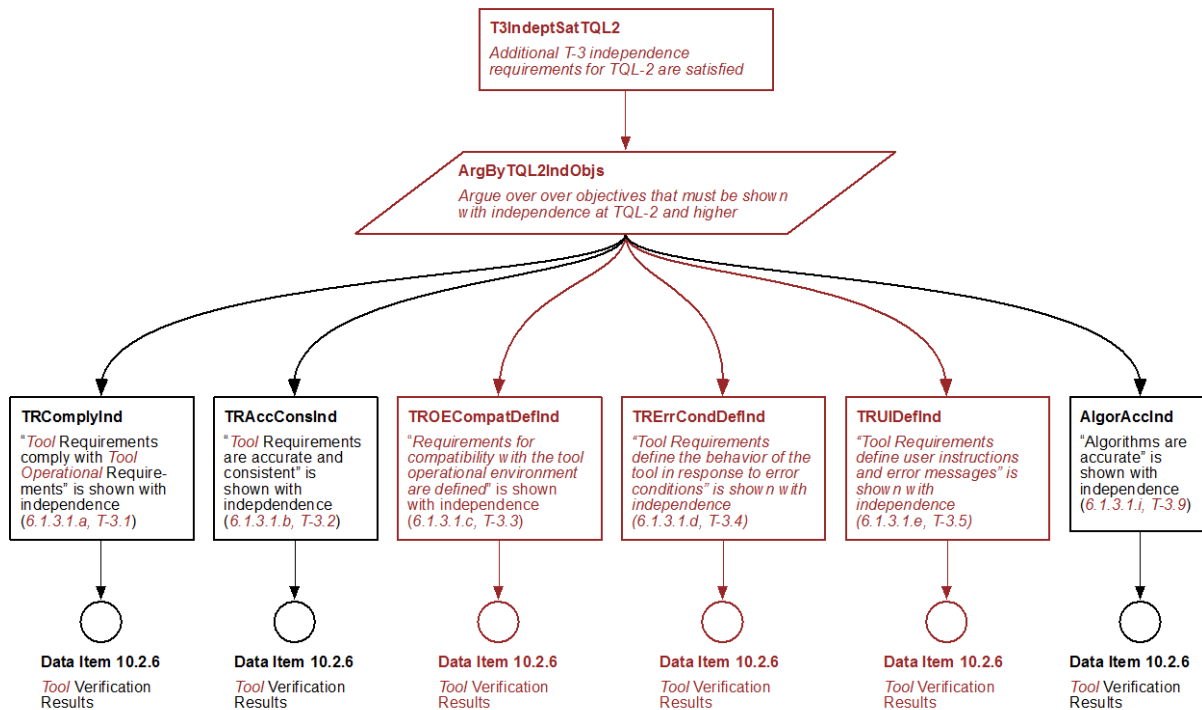 T3IndeptSatTQL2
Additional T-3 independence
requirements for TQL-2 are satisfied
ArgByTQL2IndObjs
Argue over over objectives that must be shown
with independence at TQL-2 and higher
TRComplyInd
“Tool Requirements
comply with Tool
Operational Require-
ments” is shown with
independence
(6.1.3.1.a, T-3.1)
TRAccConsInd
“Tool Requirements
are accurate and
consistent” is
shown with
indepdendence
(6.1.3.1.b, T-3.2)
TROECompatDefInd
“Requirements for
compatibility with the tool
operational environment
are defined” is shown
with independence
(6.1.3.1.c, T-3.3)
TRErrCondDefInd
“Tool Requirements
define the behavior of the
tool in response to error
conditions” is shown with
independence
(6.1.3.1.d, T-3.4)
TRUIDefInd
“Tool Requirements
define user instructions
and error messages” is
shown with
independence
(6.1.3.1.e, T-3.5)
AlgorAccInd
“Algorithms are
accurate” is
shown with
independence
(6.1.3.1.i, T-3.9)
Data Item 10.2.6
Tool Verification
Results
Data Item 10.2.6
Tool Verification
Results
Data Item 10.2.6
Tool Verification
Results
Data Item 10.2.6
Tool Verification
Results
Data Item 10.2.6
Tool Verification
Results
Data Item 10.2.6
Tool Verification
Results